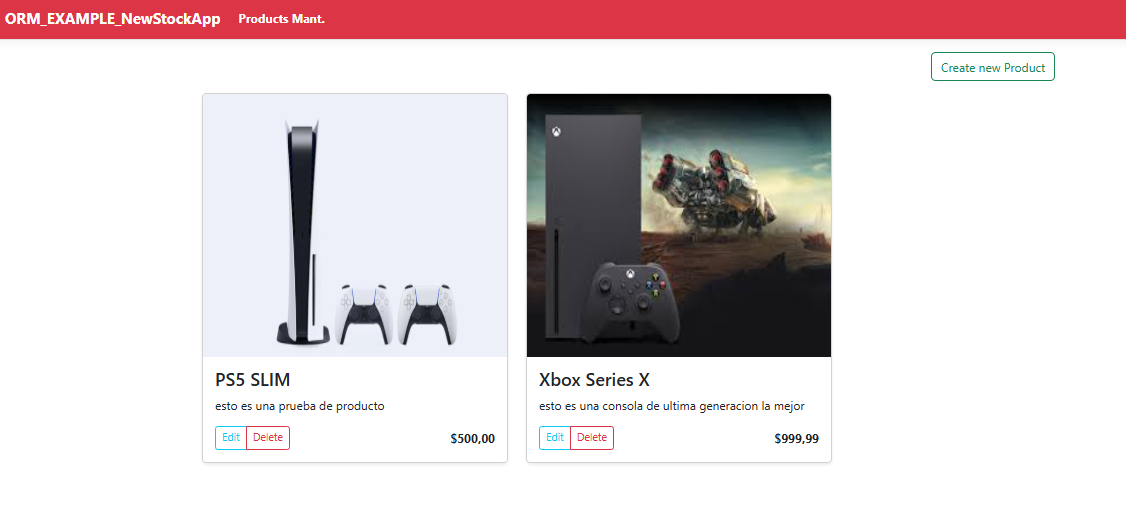 ORM_EXAMPLE_NewStockApp Products Mant.
Create new Product
PS5 SLIM
esto es una prueba de producto
Edit Delete $500,00
Xbox Series X
esto es una consola de ultima generacion la mejor
Edit Delete $999,99